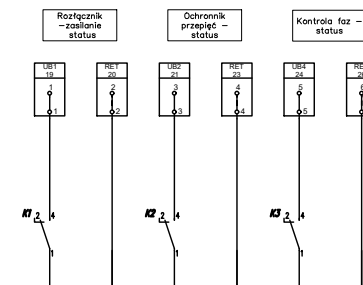 Rozłącznik
–zasilanie
status
Ochronnik
przepięć –
status
Kontrola faz –
status
UB1
19
RET
20
UB2
21
RET
23
UB4
24
1
2
3
4
5
1
2
3
4
5
K1 2 4
K2 2 4
K3 2 4
1
1
1